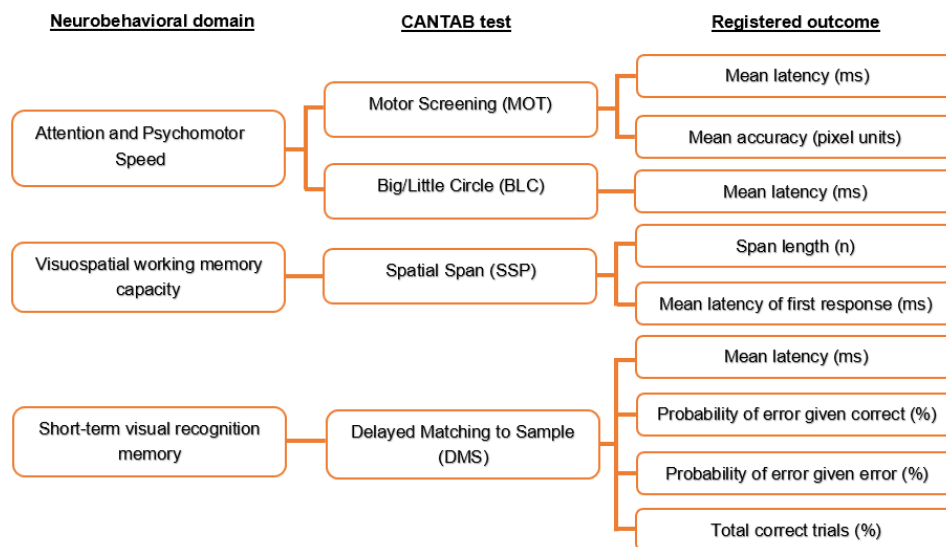 Neurobehavioral domain
CANTAB test
Registered outcome
Attention and Psychomotor
Speed
Motor Screening (MOT)
Mean latency (ms)
Mean accuracy (pixel units)
Big/Little Circle (BLC)
Mean latency (ms)
Visuospatial working memory
capacity
Spatial Span (SSP)
Span length (n)
Mean latency of first response (ms)
Short-term visual recognition
memory
Delayed Matching to Sample
(DMS)
Mean latency (ms)
Probability of error given correct (%)
Probability of error given error (%)
Total correct trials (%)